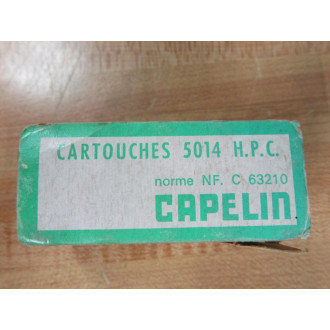 CARTOUCHES 5014 H.P.C.
norme NF. C 63210
CAPELIN